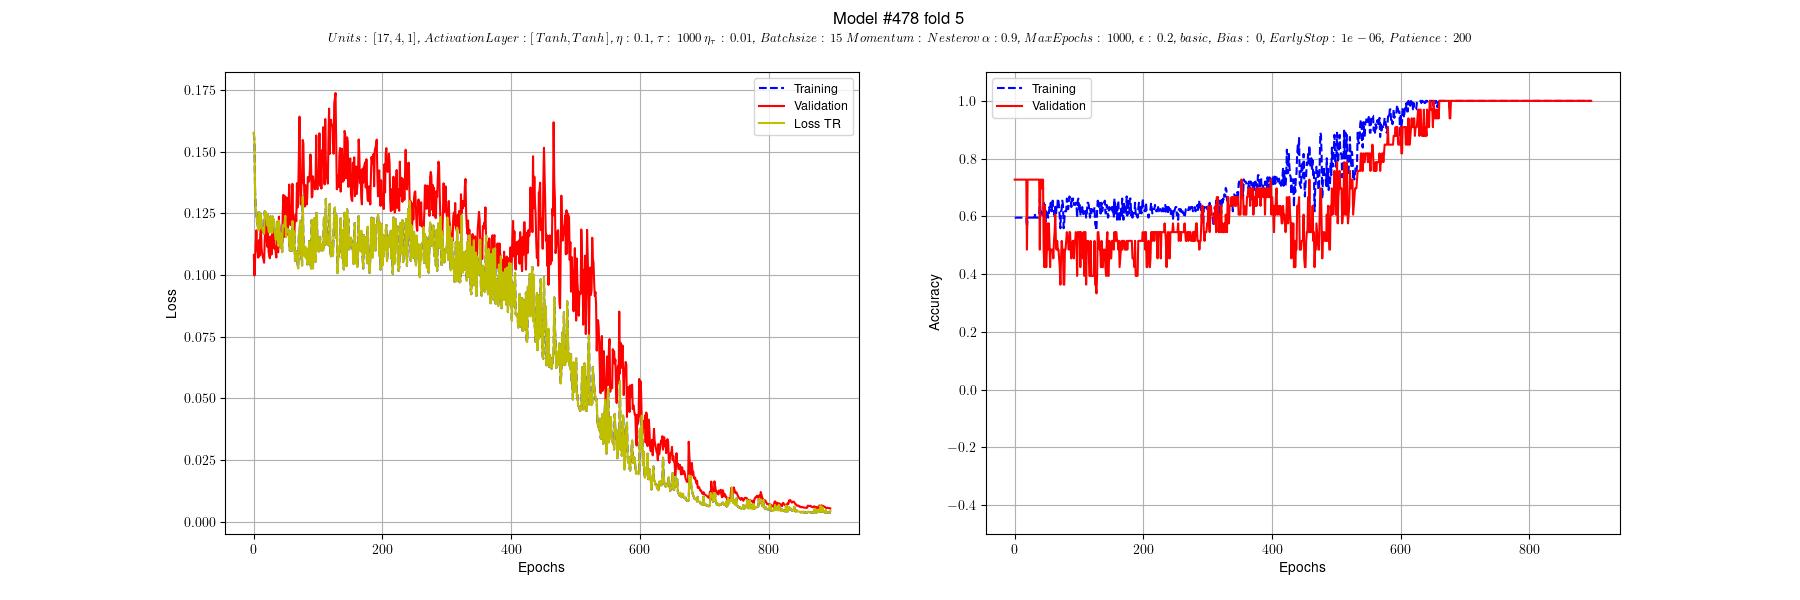 Model #478 fold 5
Units : [17, 4, 1], ActivationLayer : [Tanh, Tanh], η : 0.1, τ : 1000 η_τ : 0.01, Batchsize : 15 Momentum : Nesterov α : 0.9, MaxEpochs : 1000, ϵ : 0.2, basic, Bias : 0, EarlyStop : 1e − 06, Patience : 200
Training
Validation
Loss TR
0.175
0.150
0.125
0.100
0.075
0.050
0.025
0.000
Loss
0 200 400 600 800
Epochs
Training
Validation
1.0
0.8
0.6
0.4
0.2
0.0
−0.2
−0.4
Accuracy
0 200 400 600 800
Epochs